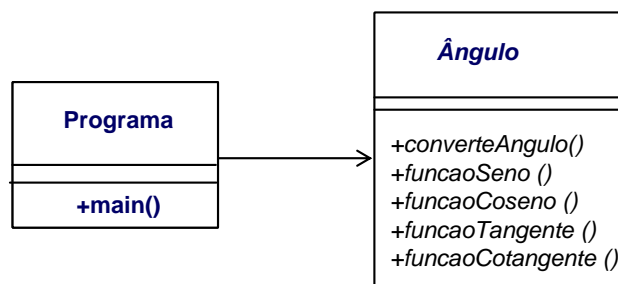 Programa
+main()
Ângulo
+converteAngulo()
+funcaoSeno ()
+funcaoCoseno ()
+funcaoTangente ()
+funcaoCotangente ()